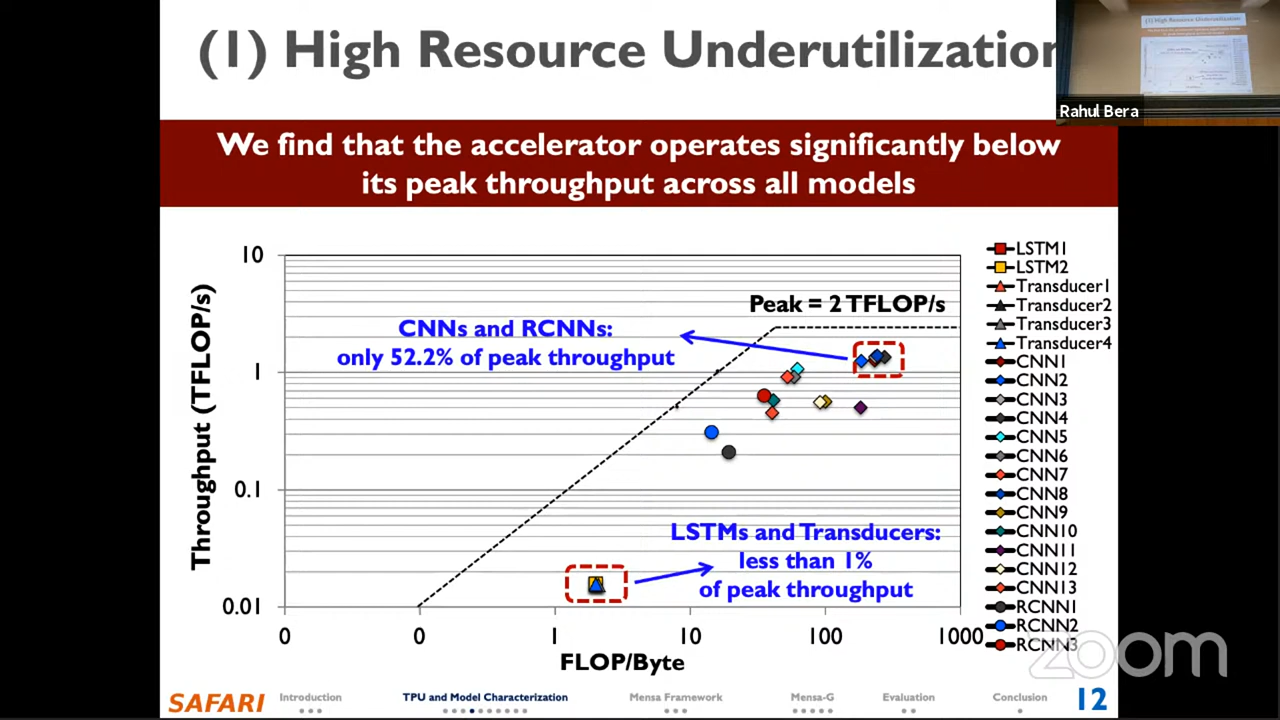 (1) High Resource Underutilization
Rahul Bera
We find that the accelerator operates significantly below
its peak throughput across all models
Throughput (TFLOP/s)
10
1
0.1
0.01
Peak = 2 TFLOP/s
CNNs and RCNNs:
only 52.2% of peak throughput
LSTMs and Transducers:
less than 1%
of peak throughput
0 0 1 10 100 1000
FLOP/Byte
LSTM1
LSTM2
Transducer1
Transducer2
Transducer3
Transducer4
CNN1
CNN2
CNN3
CNN4
CNN5
CNN6
CNN7
CNN8
CNN9
CNN10
CNN11
CNN12
CNN13
RCNN1
RCNN2
RCNN3
zoom
SAFARI
Introduction TPU and Model Characterization Mensa Framework Mensa-G Evaluation Conclusion
12